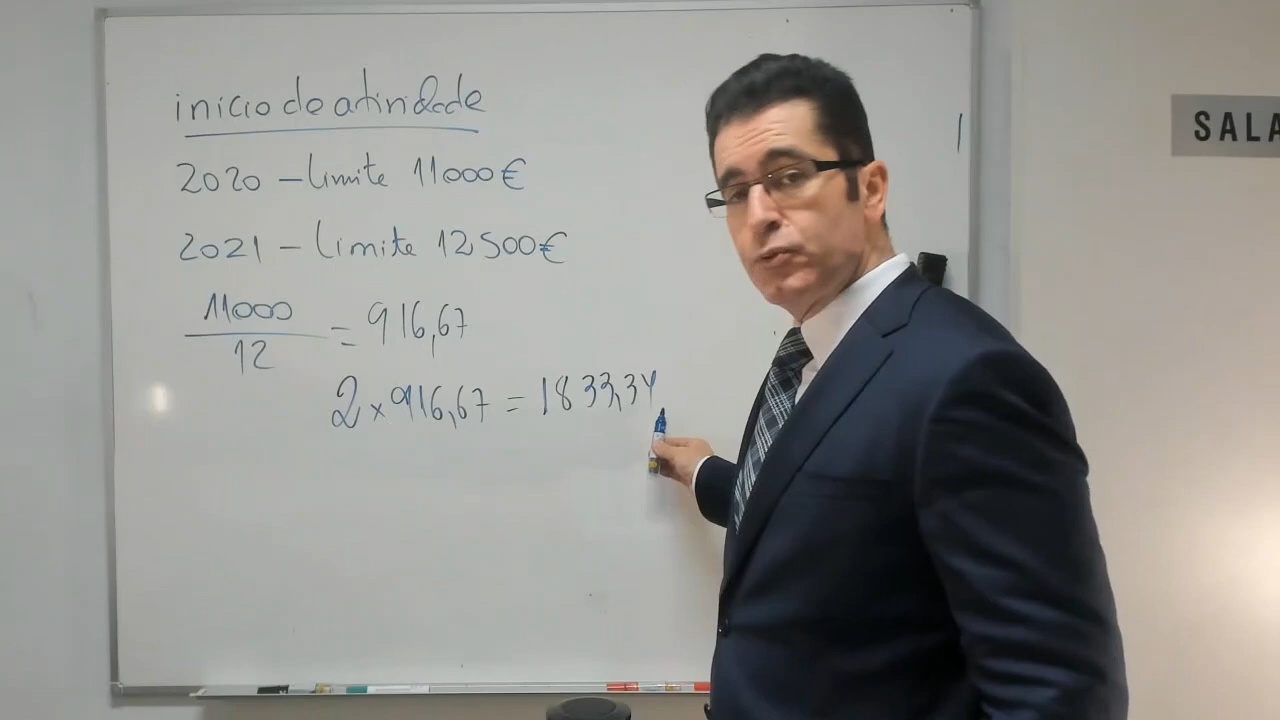 inicio de atividade
2020 – limite 11000€
2021 – limite 12500€
11000
12
= 916,67
2 × 916,67 = 1833,34
SALA